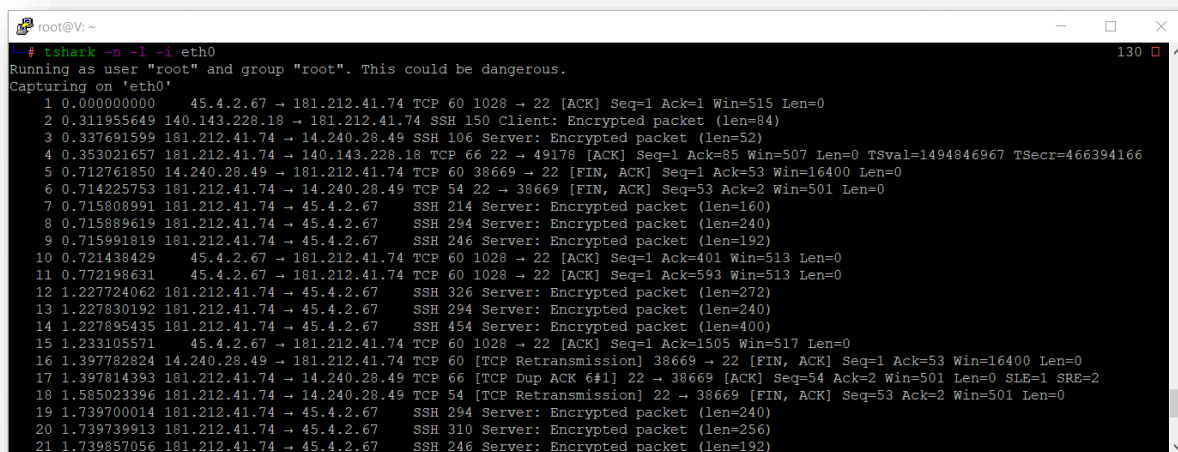 root@V: ~
# tshark -n -l -i eth0 130
Running as user "root" and group "root". This could be dangerous.
Capturing on 'eth0'
1 0.000000000 45.4.2.67 → 181.212.41.74 TCP 60 1028 → 22 [ACK] Seq=1 Ack=1 Win=515 Len=0
2 0.311955649 140.143.228.18 → 181.212.41.74 SSH 150 Client: Encrypted packet (len=84)
3 0.337691599 181.212.41.74 → 14.240.28.49 SSH 106 Server: Encrypted packet (len=52)
4 0.353021657 181.212.41.74 → 140.143.228.18 TCP 66 22 → 49178 [ACK] Seq=1 Ack=85 Win=507 Len=0 TSval=1494846967 TSecr=466394166
5 0.712761850 14.240.28.49 → 181.212.41.74 TCP 60 38669 → 22 [FIN, ACK] Seq=1 Ack=53 Win=16400 Len=0
6 0.714225753 181.212.41.74 → 14.240.28.49 TCP 54 22 → 38669 [FIN, ACK] Seq=53 Ack=2 Win=501 Len=0
7 0.715808991 181.212.41.74 → 45.4.2.67 SSH 214 Server: Encrypted packet (len=160)
8 0.715889619 181.212.41.74 → 45.4.2.67 SSH 294 Server: Encrypted packet (len=240)
9 0.715991819 181.212.41.74 → 45.4.2.67 SSH 246 Server: Encrypted packet (len=192)
10 0.721438429 45.4.2.67 → 181.212.41.74 TCP 60 1028 → 22 [ACK] Seq=1 Ack=401 Win=513 Len=0
11 0.772198631 45.4.2.67 → 181.212.41.74 TCP 60 1028 → 22 [ACK] Seq=1 Ack=593 Win=513 Len=0
12 1.227724062 181.212.41.74 → 45.4.2.67 SSH 326 Server: Encrypted packet (len=272)
13 1.227830192 181.212.41.74 → 45.4.2.67 SSH 294 Server: Encrypted packet (len=240)
14 1.227895435 181.212.41.74 → 45.4.2.67 SSH 454 Server: Encrypted packet (len=400)
15 1.233105571 45.4.2.67 → 181.212.41.74 TCP 60 1028 → 22 [ACK] Seq=1 Ack=1505 Win=517 Len=0
16 1.397782824 14.240.28.49 → 181.212.41.74 TCP 60 [TCP Retransmission] 38669 → 22 [FIN, ACK] Seq=1 Ack=53 Win=16400 Len=0
17 1.397814393 181.212.41.74 → 14.240.28.49 TCP 66 [TCP Dup ACK 6#1] 22 → 38669 [ACK] Seq=54 Ack=2 Win=501 Len=0 SLE=1 SRE=2
18 1.585023396 181.212.41.74 → 14.240.28.49 TCP 54 [TCP Retransmission] 22 → 38669 [FIN, ACK] Seq=53 Ack=2 Win=501 Len=0
19 1.739700014 181.212.41.74 → 45.4.2.67 SSH 294 Server: Encrypted packet (len=240)
20 1.739739913 181.212.41.74 → 45.4.2.67 SSH 310 Server: Encrypted packet (len=256)
21 1.739857056 181.212.41.74 → 45.4.2.67 SSH 246 Server: Encrypted packet (len=192)